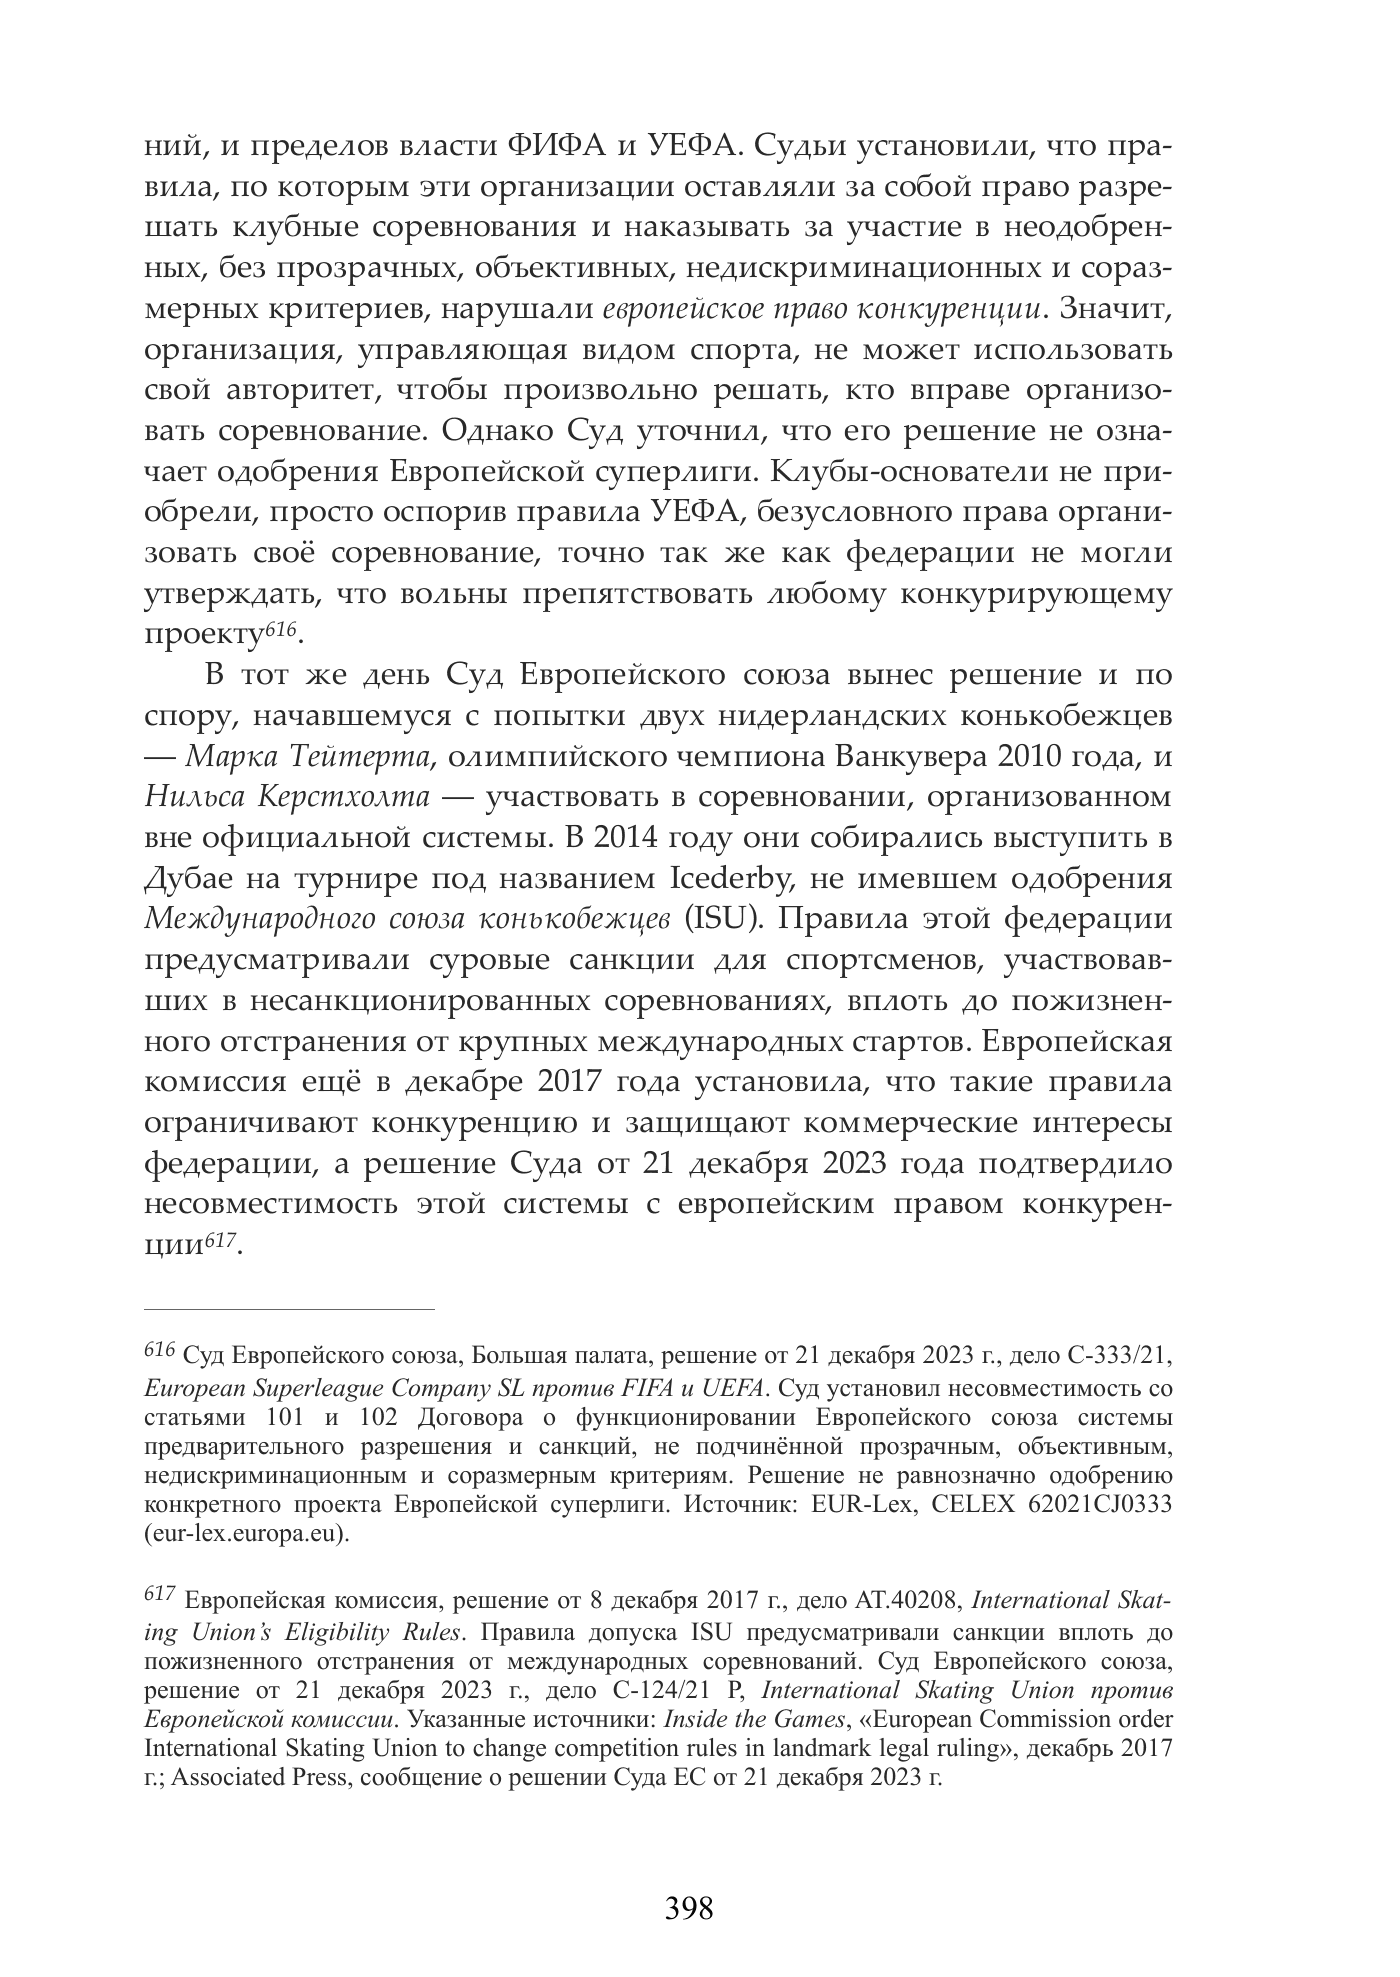 ний, и пределов власти ФИФА и УЕФА. Судьи установили, что пра-
вила, по которым эти организации оставляли за собой право разре-
шать клубные соревнования и наказывать за участие в неодобрен-
ных, без прозрачных, объективных, недискриминационных и сораз-
мерных критериев, нарушали европейское право конкуренции. Значит,
организация, управляющая видом спорта, не может использовать
свой авторитет, чтобы произвольно решать, кто вправе организо-
вать соревнование. Однако Суд уточнил, что его решение не озна-
чает одобрения Европейской суперлиги. Клубы-основатели не при-
обрели, просто оспорив правила УЕФА, безусловного права органи-
зовать своё соревнование, точно так же как федерации не могли
утверждать, что вольны препятствовать любому конкурирующему
проекту616.
В тот же день Суд Европейского союза вынес решение и по
спору, начавшемуся с попытки двух нидерландских конькобежцев
— Марка Тейтерта, олимпийского чемпиона Ванкувера 2010 года, и
Нильса Керстхолта — участвовать в соревновании, организованном
вне официальной системы. В 2014 году они собирались выступить в
Дубае на турнире под названием Icederby, не имевшем одобрения
Международного союза конькобежцев (ISU). Правила этой федерации
предусматривали суровые санкции для спортсменов, участвовав-
ших в несанкционированных соревнованиях, вплоть до пожизнен-
ного отстранения от крупных международных стартов. Европейская
комиссия ещё в декабре 2017 года установила, что такие правила
ограничивают конкуренцию и защищают коммерческие интересы
федерации, а решение Суда от 21 декабря 2023 года подтвердило
несовместимость этой системы с европейским правом конкурен-
ции617.
616 Суд Европейского союза, Большая палата, решение от 21 декабря 2023 г., дело C-333/21,
European Superleague Company SL против FIFA и UEFA. Суд установил несовместимость со
статьями 101 и 102 Договора о функционировании Европейского союза системы
предварительного разрешения и санкций, не подчинённой прозрачным, объективным,
недискриминационным и соразмерным критериям. Решение не равнозначно одобрению
конкретного проекта Европейской суперлиги. Источник: EUR-Lex, CELEX 62021CJ0333
(eur-lex.europa.eu).
617 Европейская комиссия, решение от 8 декабря 2017 г., дело AT.40208, International Skat-
ing Union’s Eligibility Rules. Правила допуска ISU предусматривали санкции вплоть до
пожизненного отстранения от международных соревнований. Суд Европейского союза,
решение от 21 декабря 2023 г., дело C-124/21 P, International Skating Union против
Европейской комиссии. Указанные источники: Inside the Games, «European Commission order
International Skating Union to change competition rules in landmark legal ruling», декабрь 2017
г.; Associated Press, сообщение о решении Суда ЕС от 21 декабря 2023 г.
398